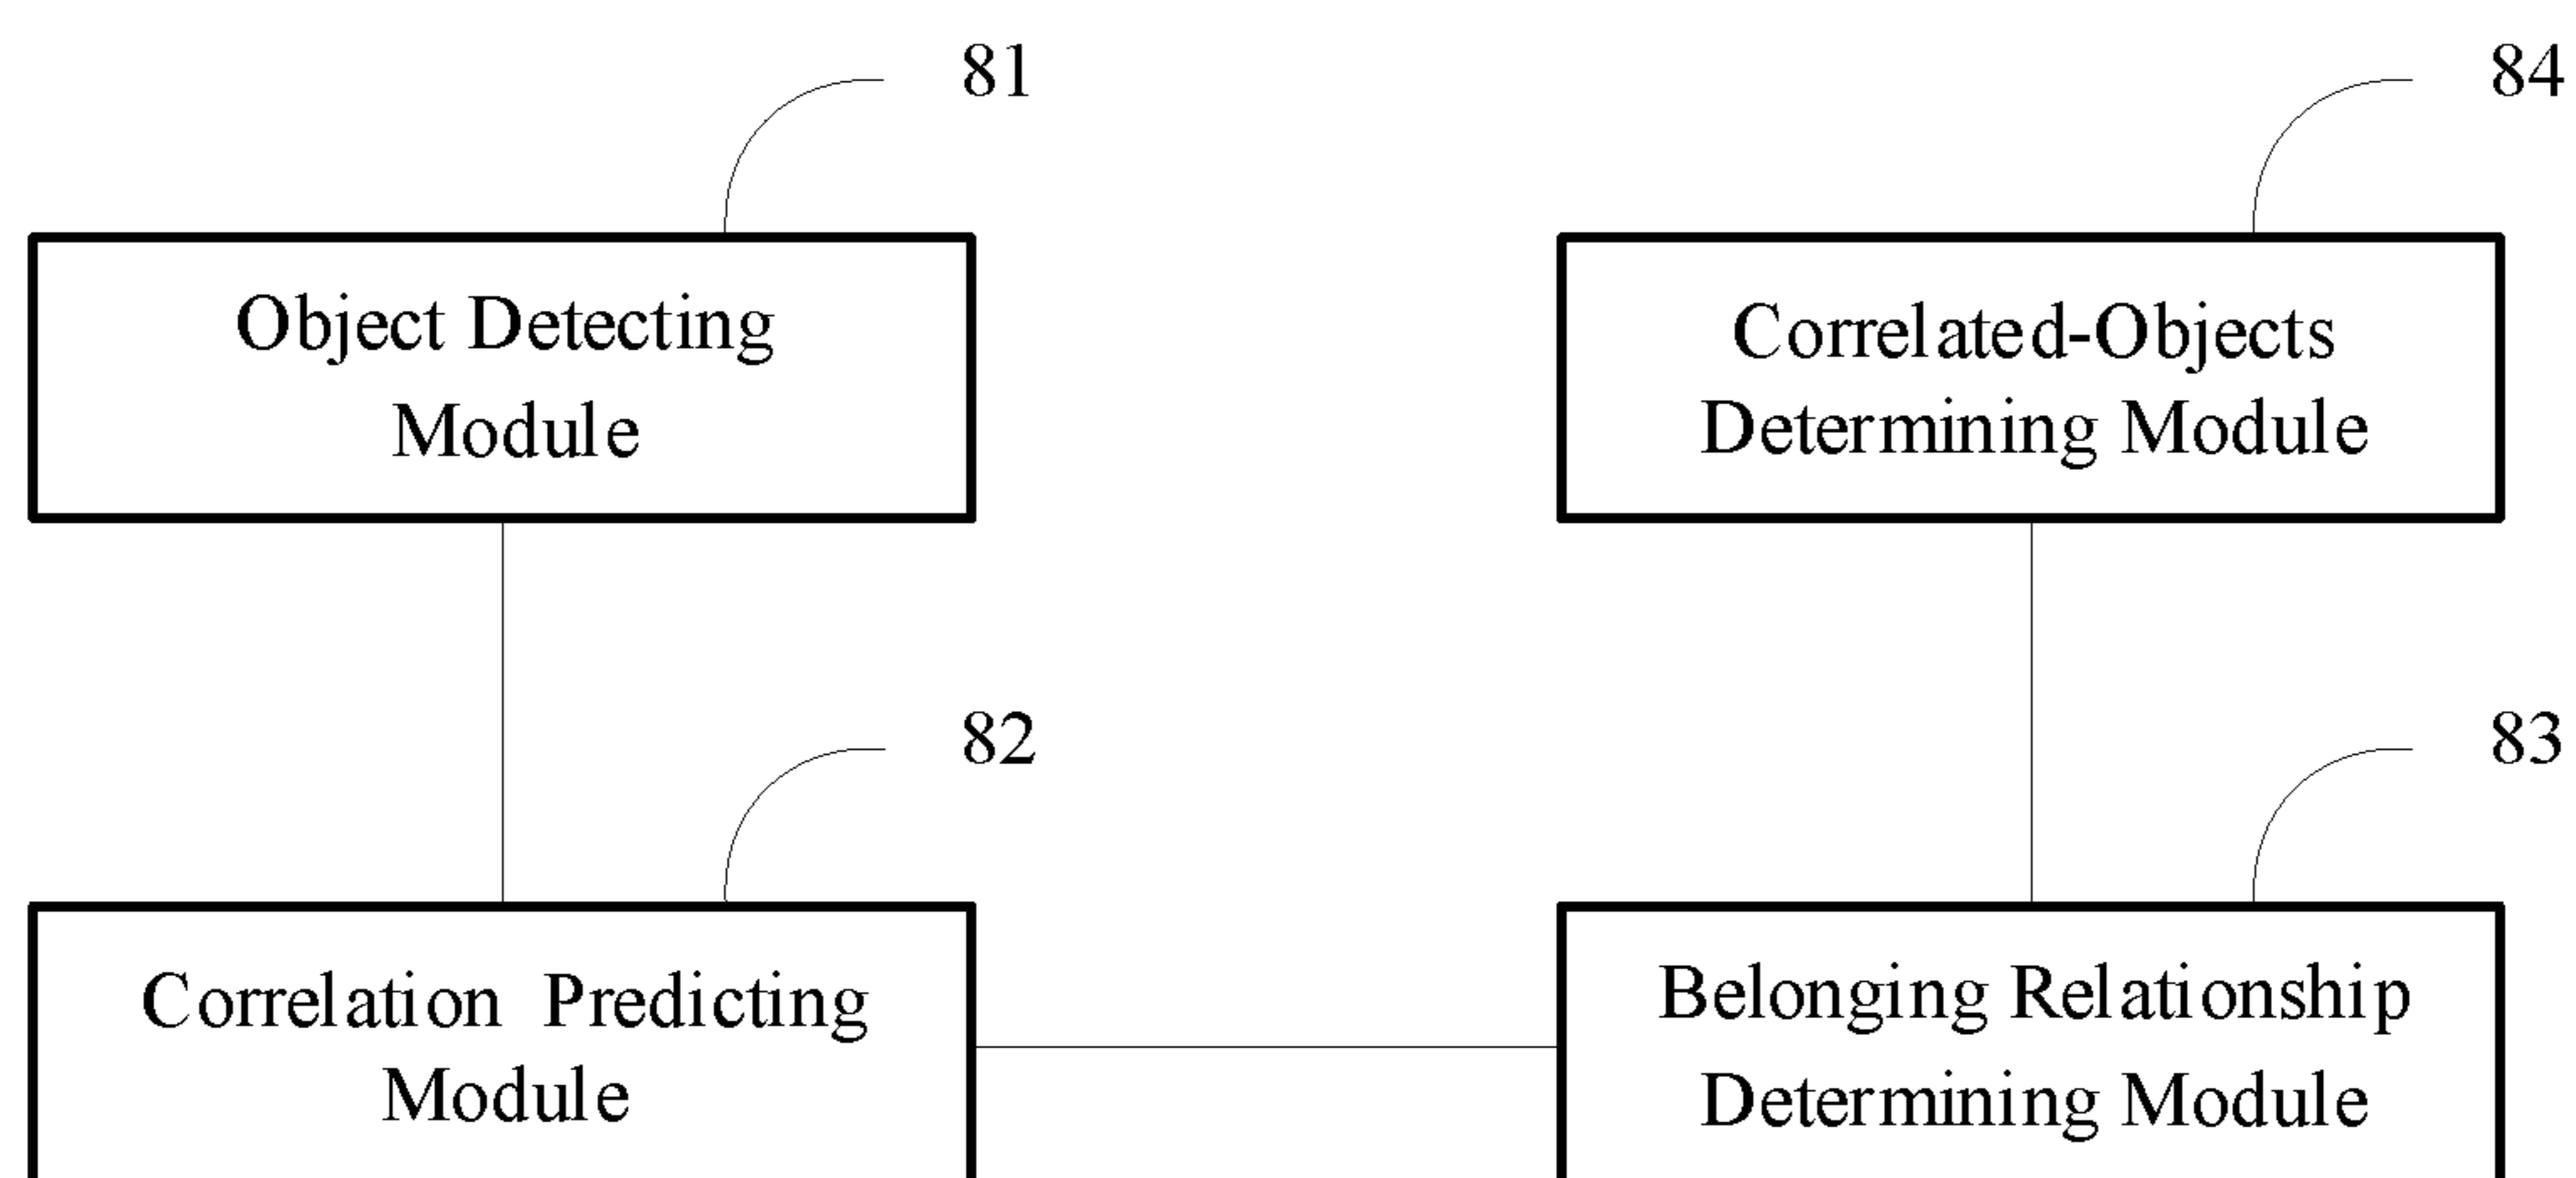 81
84
Object Detecting
Module
Correlated-Objects
Determining Module
82
83
Correlation Predicting
Module
Belonging Relationship
Determining Module